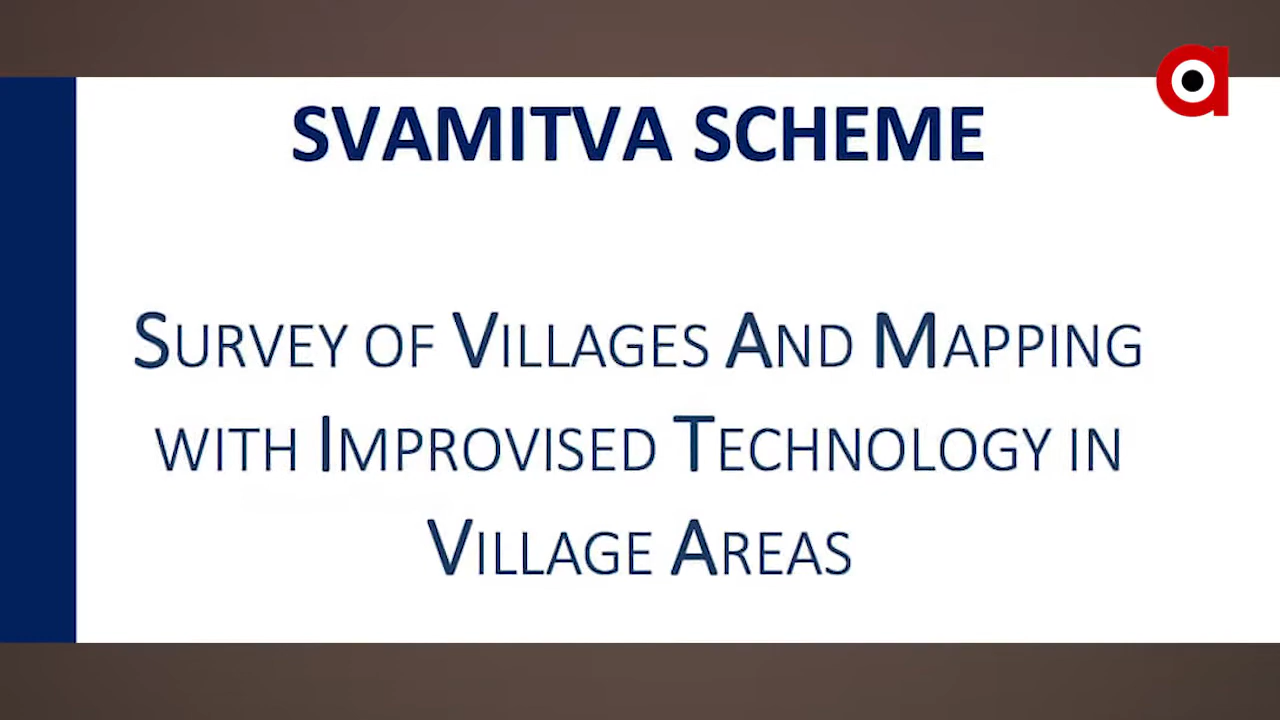 SVAMITVA SCHEME
SURVEY OF VILLAGES AND MAPPING
WITH IMPROVISED TECHNOLOGY IN
VILLAGE AREAS